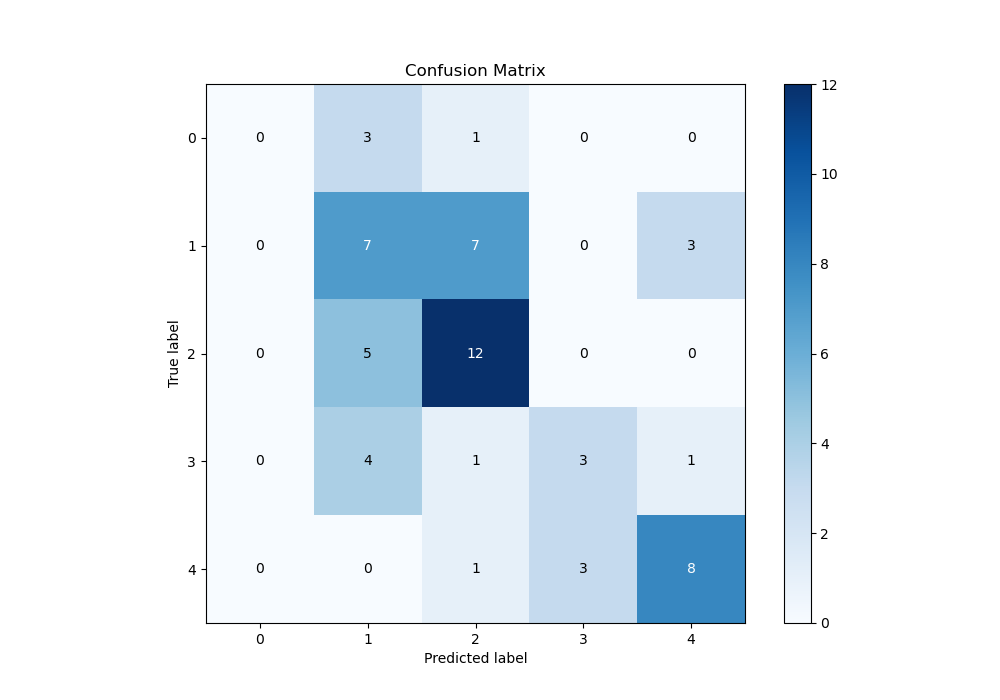 Confusion Matrix
0 0 3 1 0 0
1 0 7 7 0 3
True label
2 0 5 12 0 0
3 0 4 1 3 1
4 0 0 1 3 8
0 1 2 3 4
Predicted label
12
10
8
6
4
2
0